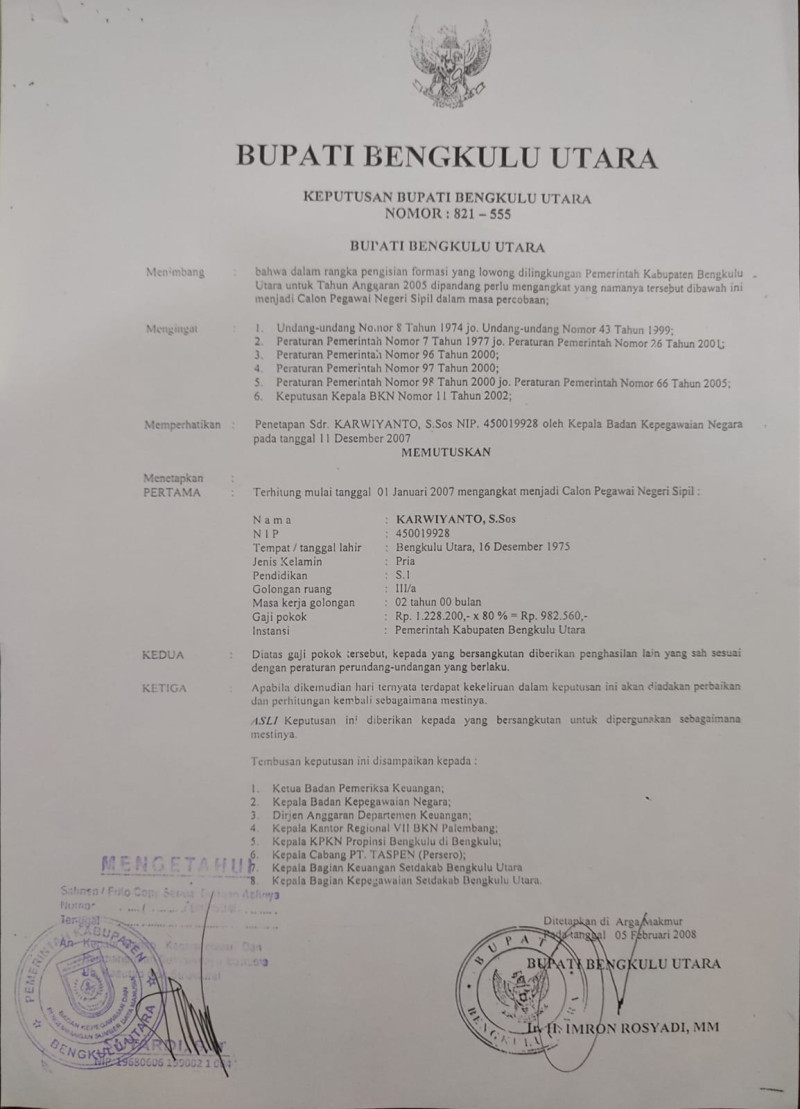 BUPATI BENGKULU UTARA
KEPUTUSAN BUPATI BENGKULU UTARA
NOMOR : 821 – 555
BUPATI BENGKULU UTARA
Menimbang : bahwa dalam rangka pengisian formasi yang lowong dilingkungan Pemerintah Kabupaten Bengkulu
Utara untuk Tahun Anggaran 2005 dipandang perlu mengangkat yang namanya tersebut dibawah ini
menjadi Calon Pegawai Negeri Sipil dalam masa percobaan;
Mengingat : 1. Undang-undang Nomor 8 Tahun 1974 jo. Undang-undang Nomor 43 Tahun 1999;
2. Peraturan Pemerintah Nomor 7 Tahun 1977 jo. Peraturan Pemerintah Nomor 26 Tahun 2001;
3. Peraturan Pemerintah Nomor 96 Tahun 2000;
4. Peraturan Pemerintah Nomor 97 Tahun 2000;
5. Peraturan Pemerintah Nomor 98 Tahun 2000 jo. Peraturan Pemerintah Nomor 66 Tahun 2005;
6. Keputusan Kepala BKN Nomor 11 Tahun 2002;
Memperhatikan : Penetapan Sdr. KARWIYANTO, S.Sos NIP. 450019928 oleh Kepala Badan Kepegawaian Negara
pada tanggal 11 Desember 2007
MEMUTUSKAN
Menetapkan :
PERTAMA : Terhitung mulai tanggal 01 Januari 2007 mengangkat menjadi Calon Pegawai Negeri Sipil :
N a m a : KARWIYANTO, S.Sos
N I P : 450019928
Tempat / tanggal lahir : Bengkulu Utara, 16 Desember 1975
Jenis Kelamin : Pria
Pendidikan : S.1
Golongan ruang : III/a
Masa kerja golongan : 02 tahun 00 bulan
Gaji pokok : Rp. 1.228.200,- x 80 % = Rp. 982.560,-
Instansi : Pemerintah Kabupaten Bengkulu Utara
KEDUA : Diatas gaji pokok tersebut, kepada yang bersangkutan diberikan penghasilan lain yang sah sesuai
dengan peraturan perundang-undangan yang berlaku.
KETIGA : Apabila dikemudian hari ternyata terdapat kekeliruan dalam keputusan ini akan diadakan perbaikan
dan perhitungan kembali sebagaimana mestinya.
ASLI Keputusan ini diberikan kepada yang bersangkutan untuk dipergunakan sebagaimana
mestinya.
Tembusan keputusan ini disampaikan kepada :
1. Ketua Badan Pemeriksa Keuangan;
2. Kepala Badan Kepegawaian Negara;
3. Dirjen Anggaran Departemen Keuangan;
4. Kepala Kantor Regional VII BKN Palembang;
5. Kepala KPKN Propinsi Bengkulu di Bengkulu;
6. Kepala Cabang PT. TASPEN (Persero);
7. Kepala Bagian Keuangan Setdakab Bengkulu Utara
8. Kepala Bagian Kepegawaian Setdakab Bengkulu Utara.
MENGETAHUI
Salinan / Foto Copy Sesuai Dengan Aslinya
Nomor
Tanggal
PEMERINTAH KABUPATEN
BENGKULU UTARA
Ditetapkan di Arga Makmur
Pada tanggal 05 Februari 2008
BUPATI BENGKULU UTARA
BUPATI
BENGKULU
Ir. H. IMRON ROSYADI, MM